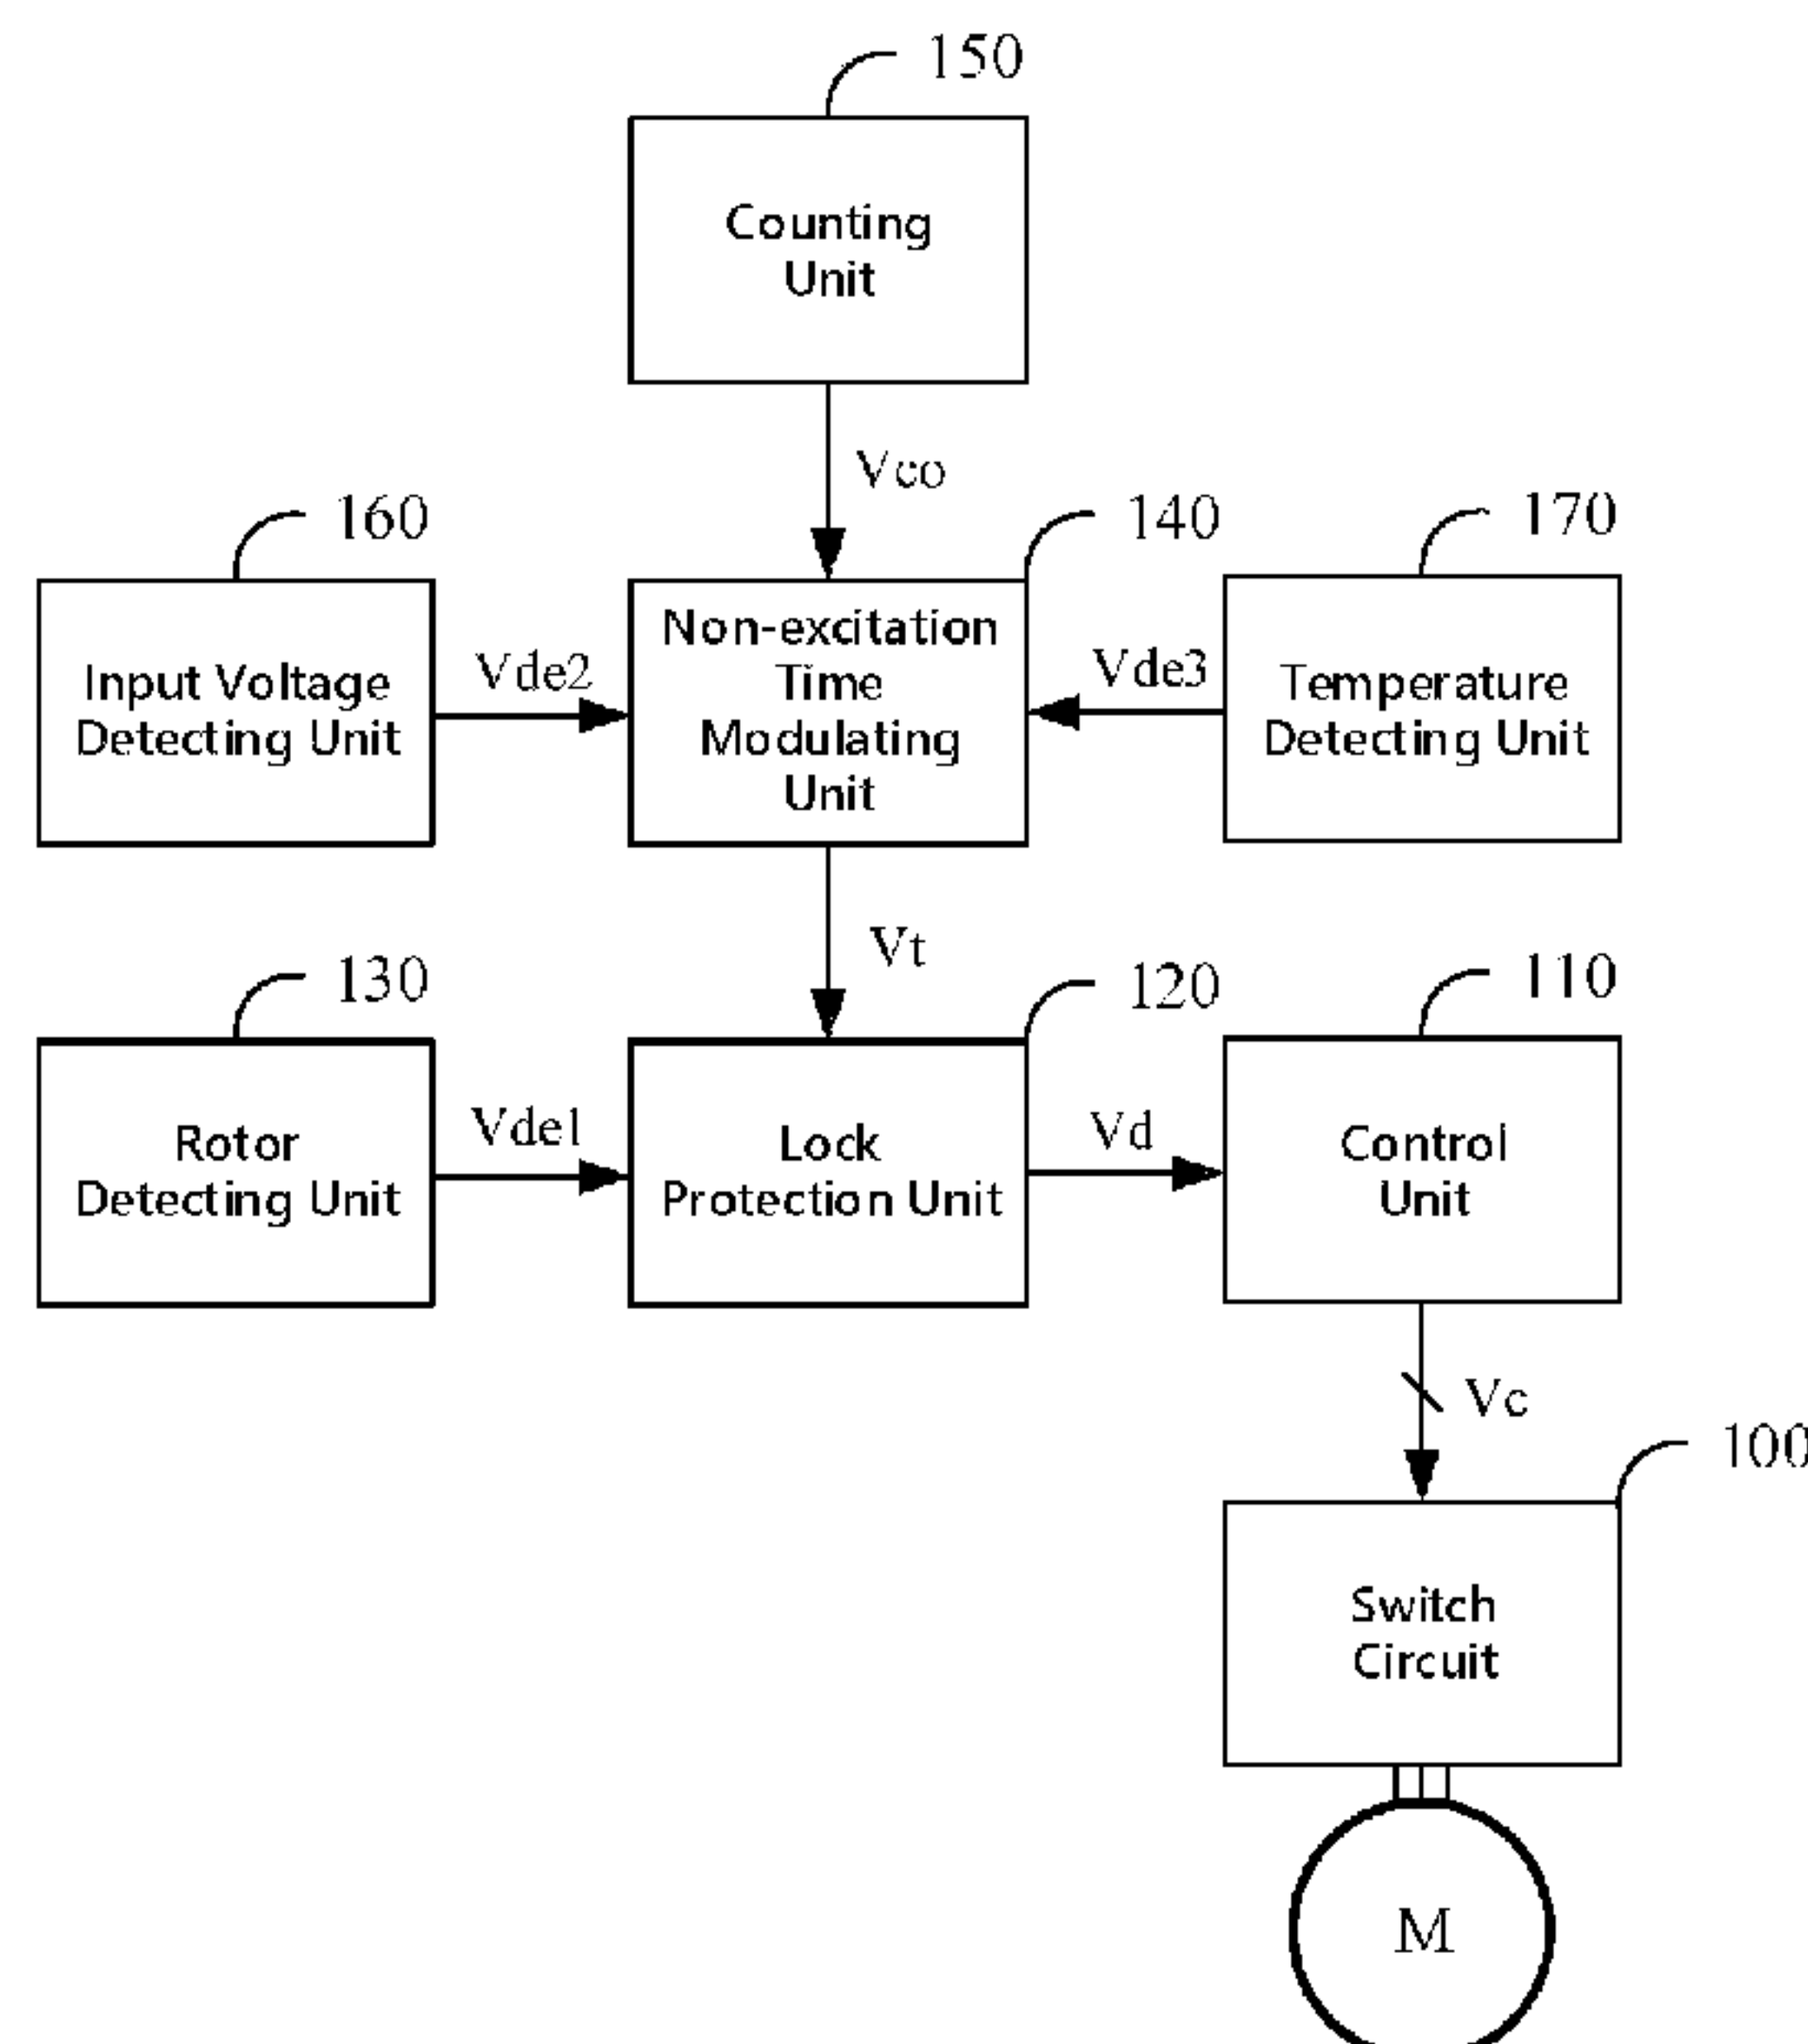 150
Counting
Unit
Vco
160
140
170
Input Voltage
Detecting Unit
Vde2
Non-excitation
Time
Modulating
Unit
Vde3
Temperature
Detecting Unit
Vt
130
120
110
Rotor
Detecting Unit
Vde1
Lock
Protection Unit
Vd
Control
Unit
Vc
100
Switch
Circuit
M